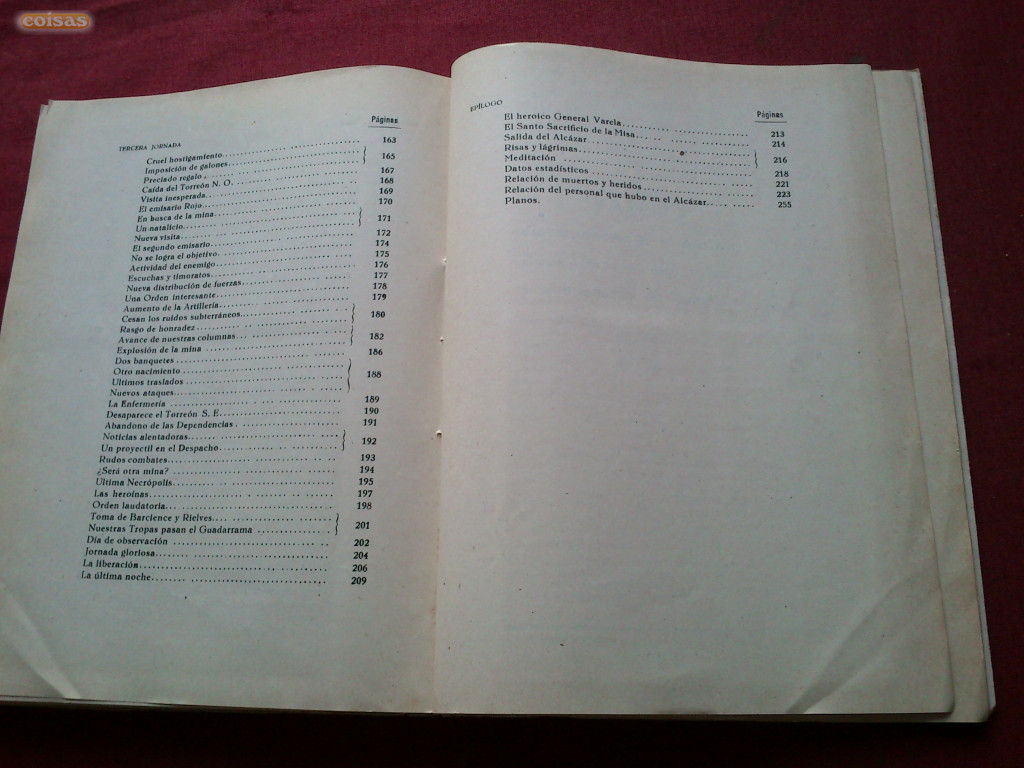 coisas
Páginas
TERCERA JORNADA
Cruel hostigamiento 163
Imposición de galones 165
Preciado regalo
Caída del Torreón N. O. 167
Visita inesperada 168
El emisario Rojo 169
En busca de la mina 170
Un natalicio 171
Nueva visita
El segundo emisario 172
No se logra el objetivo 174
Actividad del enemigo 175
Escuchas y timoratos 176
Nueva distribución de fuerzas 177
Una Orden interesante 178
Aumento de la Artillería 179
Cesan los ruidos subterráneos 180
Rasgo de honradez
Avance de nuestras columnas 182
Explosión de la mina
Dos banquetes 186
Otro nacimiento 188
Ultimos traslados
Nuevos ataques
La Enfermería 189
Desaparece el Torreón S. E. 190
Abandono de las Dependencias 191
Noticias alentadoras 192
Un proyectil en el Despacho
Rudos combates 193
¿Será otra mina? 194
Ultima Necrópolis 195
Las heroínas 197
Orden laudatoria 198
Toma de Barcience y Rielves 201
Nuestras Tropas pasan el Guadarrama
Día de observación 202
Jornada gloriosa 204
La liberación 206
La última noche 209
EPÍLOGO
Páginas
El heroico General Varela 213
El Santo Sacrificio de la Misa 214
Salida del Alcázar 216
Risas y lágrimas
Meditación 218
Datos estadísticos 221
Relación de muertos y heridos 223
Relación del personal que hubo en el Alcázar 255
Planos.